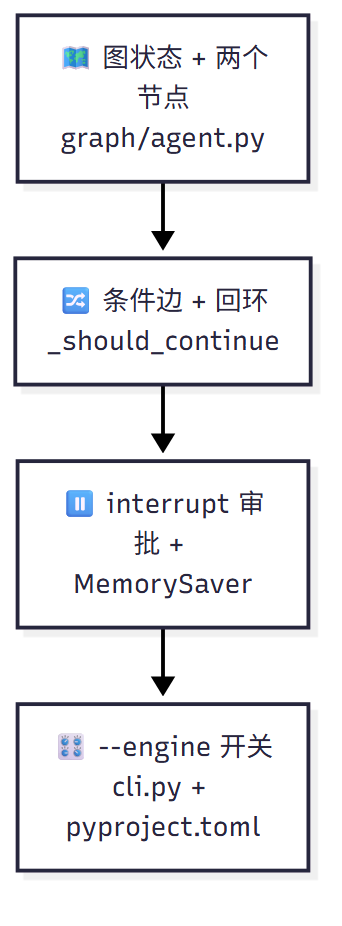 🗺️ 图状态 + 两个
节点
graph/agent.py
🔀 条件边 + 回环
_should_continue
⏸️ interrupt 审
批 +
MemorySaver
🎛️ --engine 开关
cli.py +
pyproject.toml